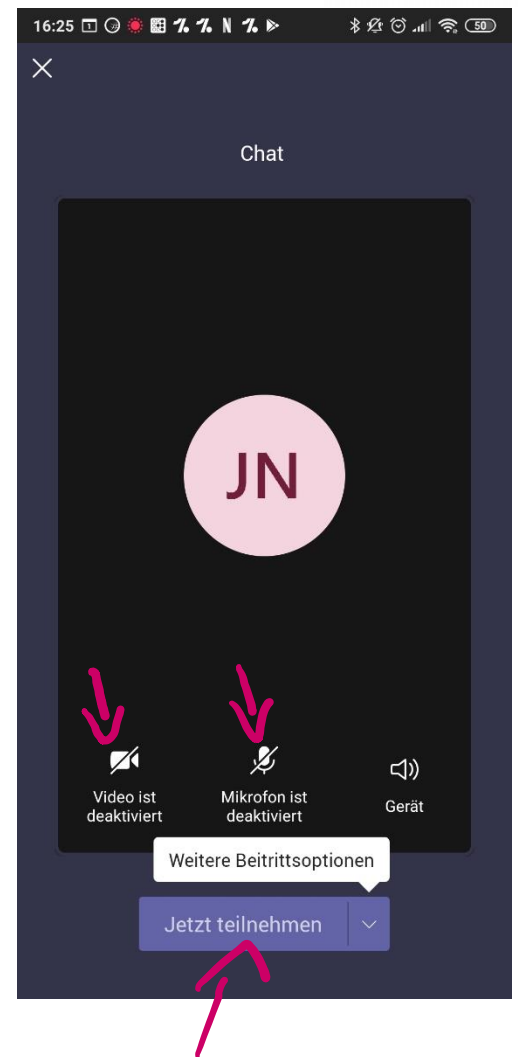 16:25
50
Chat
JN
Video ist
deaktiviert
Mikrofon ist
deaktiviert
Gerät
Weitere Beitrittsoptionen
Jetzt teilnehmen